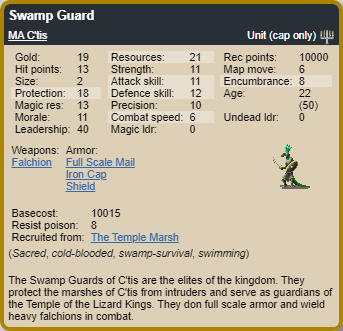 Swamp Guard
MA C'tis Unit (cap only)
Gold: 19 Resources: 21 Rec points: 10000
Hit points: 13 Strength: 11 Map move: 6
Size: 2 Attack skill: 11 Encumbrance: 8
Protection: 18 Defence skill: 12 Age: 22
Magic res: 13 Precision: 10 (50)
Morale: 11 Combat speed: 6 Undead ldr: 0
Leadership: 40 Magic ldr: 0
Weapons: Armor:
Falchion Full Scale Mail
Iron Cap
Shield
Basecost: 10015
Resist poison: 8
Recruited from: The Temple Marsh
(Sacred, cold-blooded, swamp-survival, swimming)
The Swamp Guards of C'tis are the elites of the kingdom. They
protect the marshes of C'tis from intruders and serve as guardians of
the Temple of the Lizard Kings. They don full scale armor and wield
heavy falchions in combat.